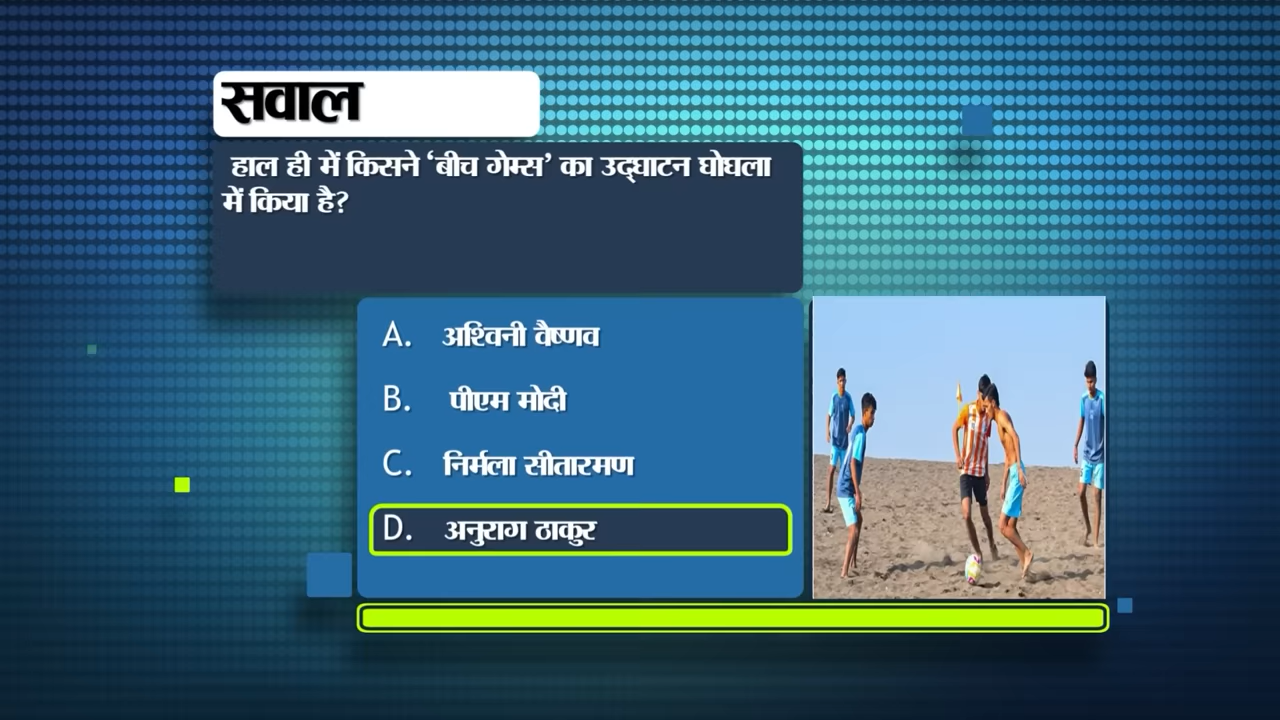 सवाल
हाल ही में किसने ‘बीच गेम्स’ का उद्घाटन घोघला
में किया है?
A. अश्विनी वैष्णव
B. पीएम मोदी
C. निर्मला सीतारमण
D. अनुराग ठाकुर